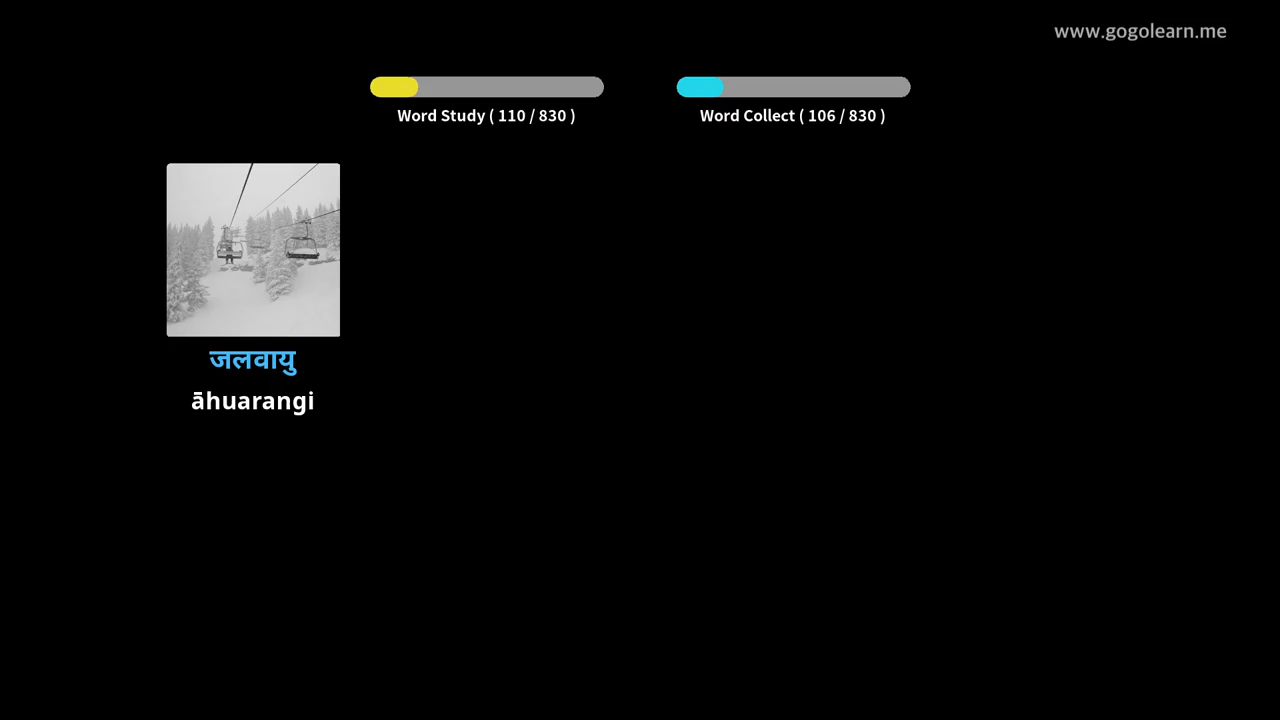 www.gogolearn.me
Word Study ( 110 / 830 )
Word Collect ( 106 / 830 )
जलवायु
āhuarangi